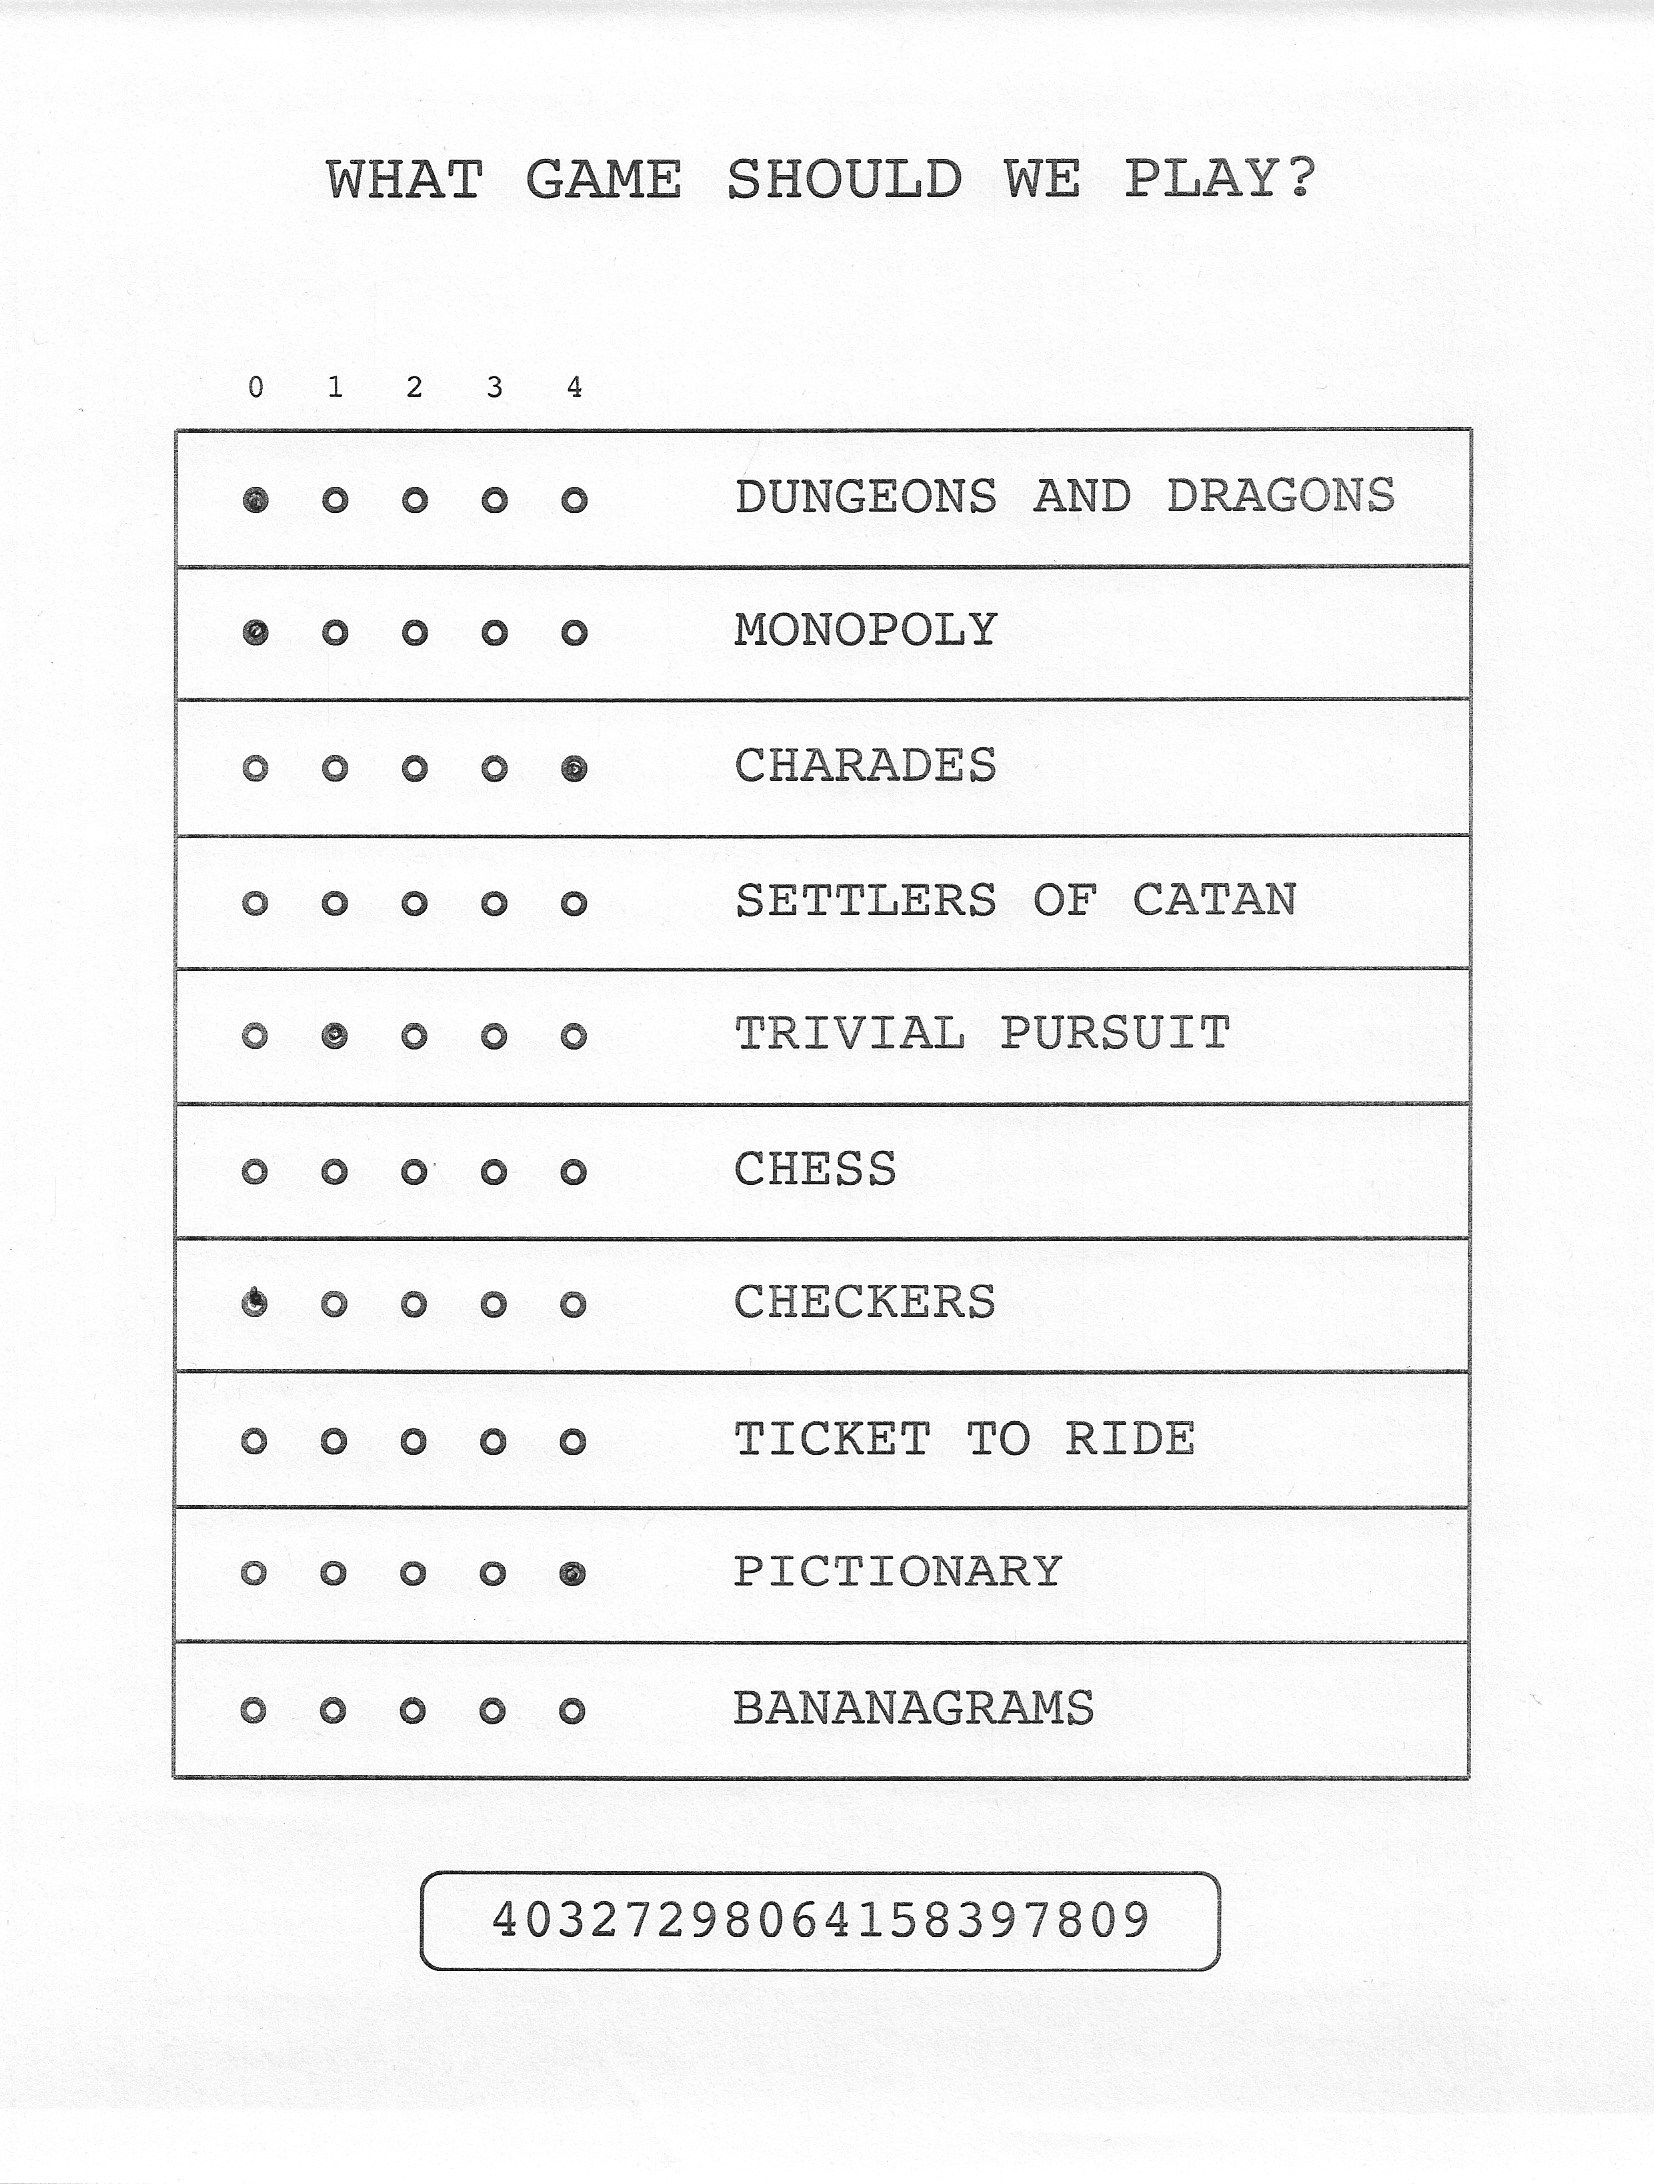 WHAT GAME SHOULD WE PLAY?
0 1 2 3 4
DUNGEONS AND DRAGONS
MONOPOLY
CHARADES
SETTLERS OF CATAN
TRIVIAL PURSUIT
CHESS
CHECKERS
TICKET TO RIDE
PICTIONARY
BANANAGRAMS
40327298064158397809